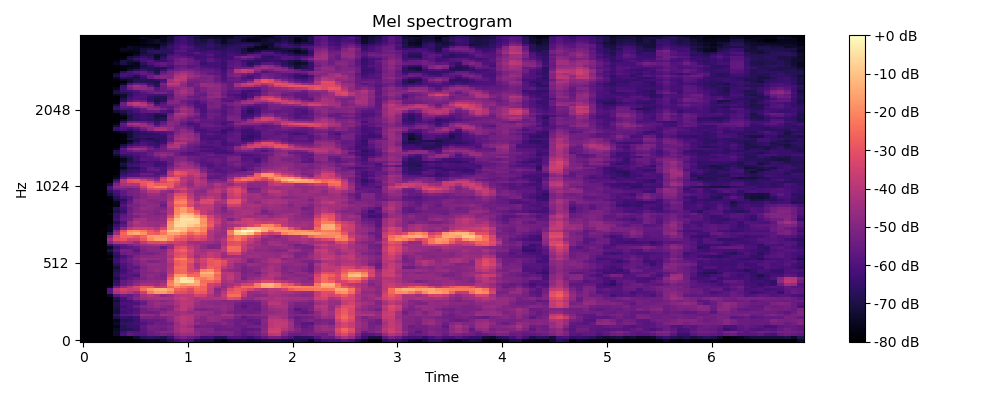 Mel spectrogram
+0 dB
-10 dB
2048
-20 dB
-30 dB
1024
Hz
-40 dB
-50 dB
512
-60 dB
-70 dB
0
-80 dB
0 1 2 3 4 5 6
Time